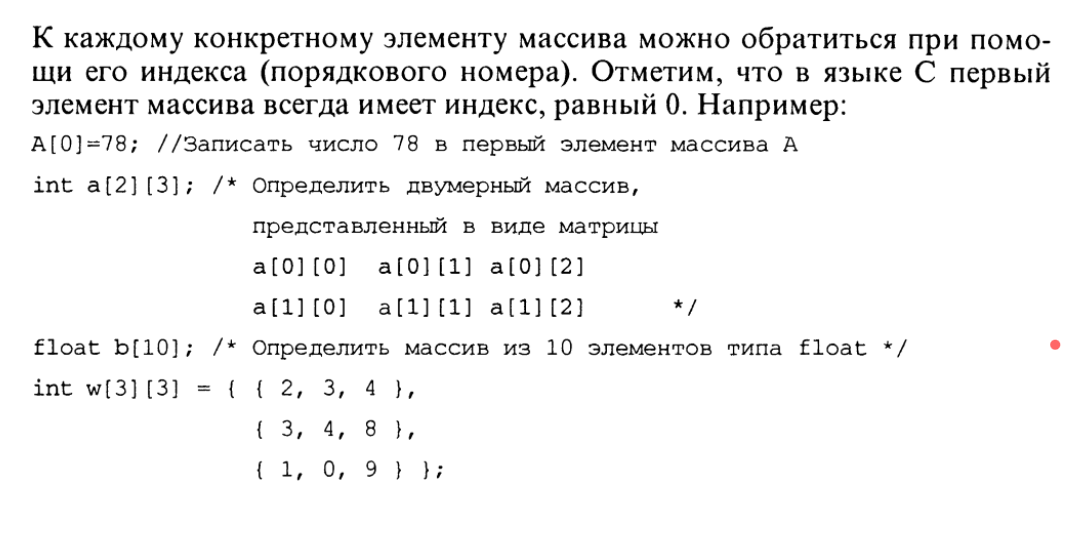 К каждому конкретному элементу массива можно обратиться при помо-
щи его индекса (порядкового номера). Отметим, что в языке С первый
элемент массива всегда имеет индекс, равный 0. Например:
A[0]=78; //Записать число 78 в первый элемент массива A
int a[2][3]; /* Определить двумерный массив,
представленный в виде матрицы
a[0][0] a[0][1] a[0][2]
a[1][0] a[1][1] a[1][2] */
float b[10]; /* Определить массив из 10 элементов типа float */
int w[3][3] = { { 2, 3, 4 },
{ 3, 4, 8 },
{ 1, 0, 9 } };